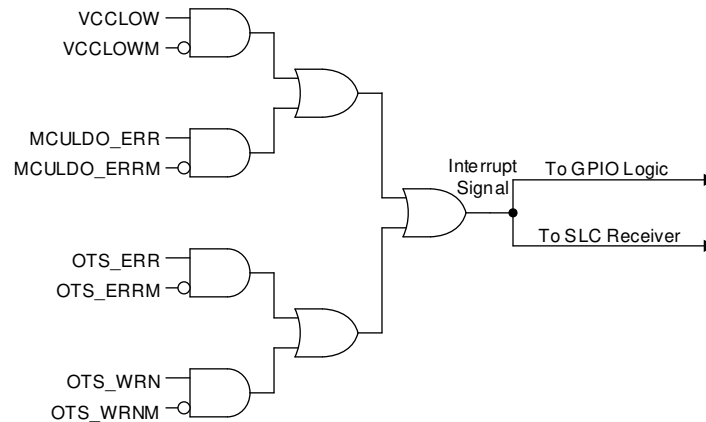 VCCLOW
VCCLOWM
MCULDO_ERR
MCULDO_ERRM
Interrupt
Signal
To GPIO Logic
To SLC Receiver
OTS_ERR
OTS_ERRM
OTS_WRN
OTS_WRNM